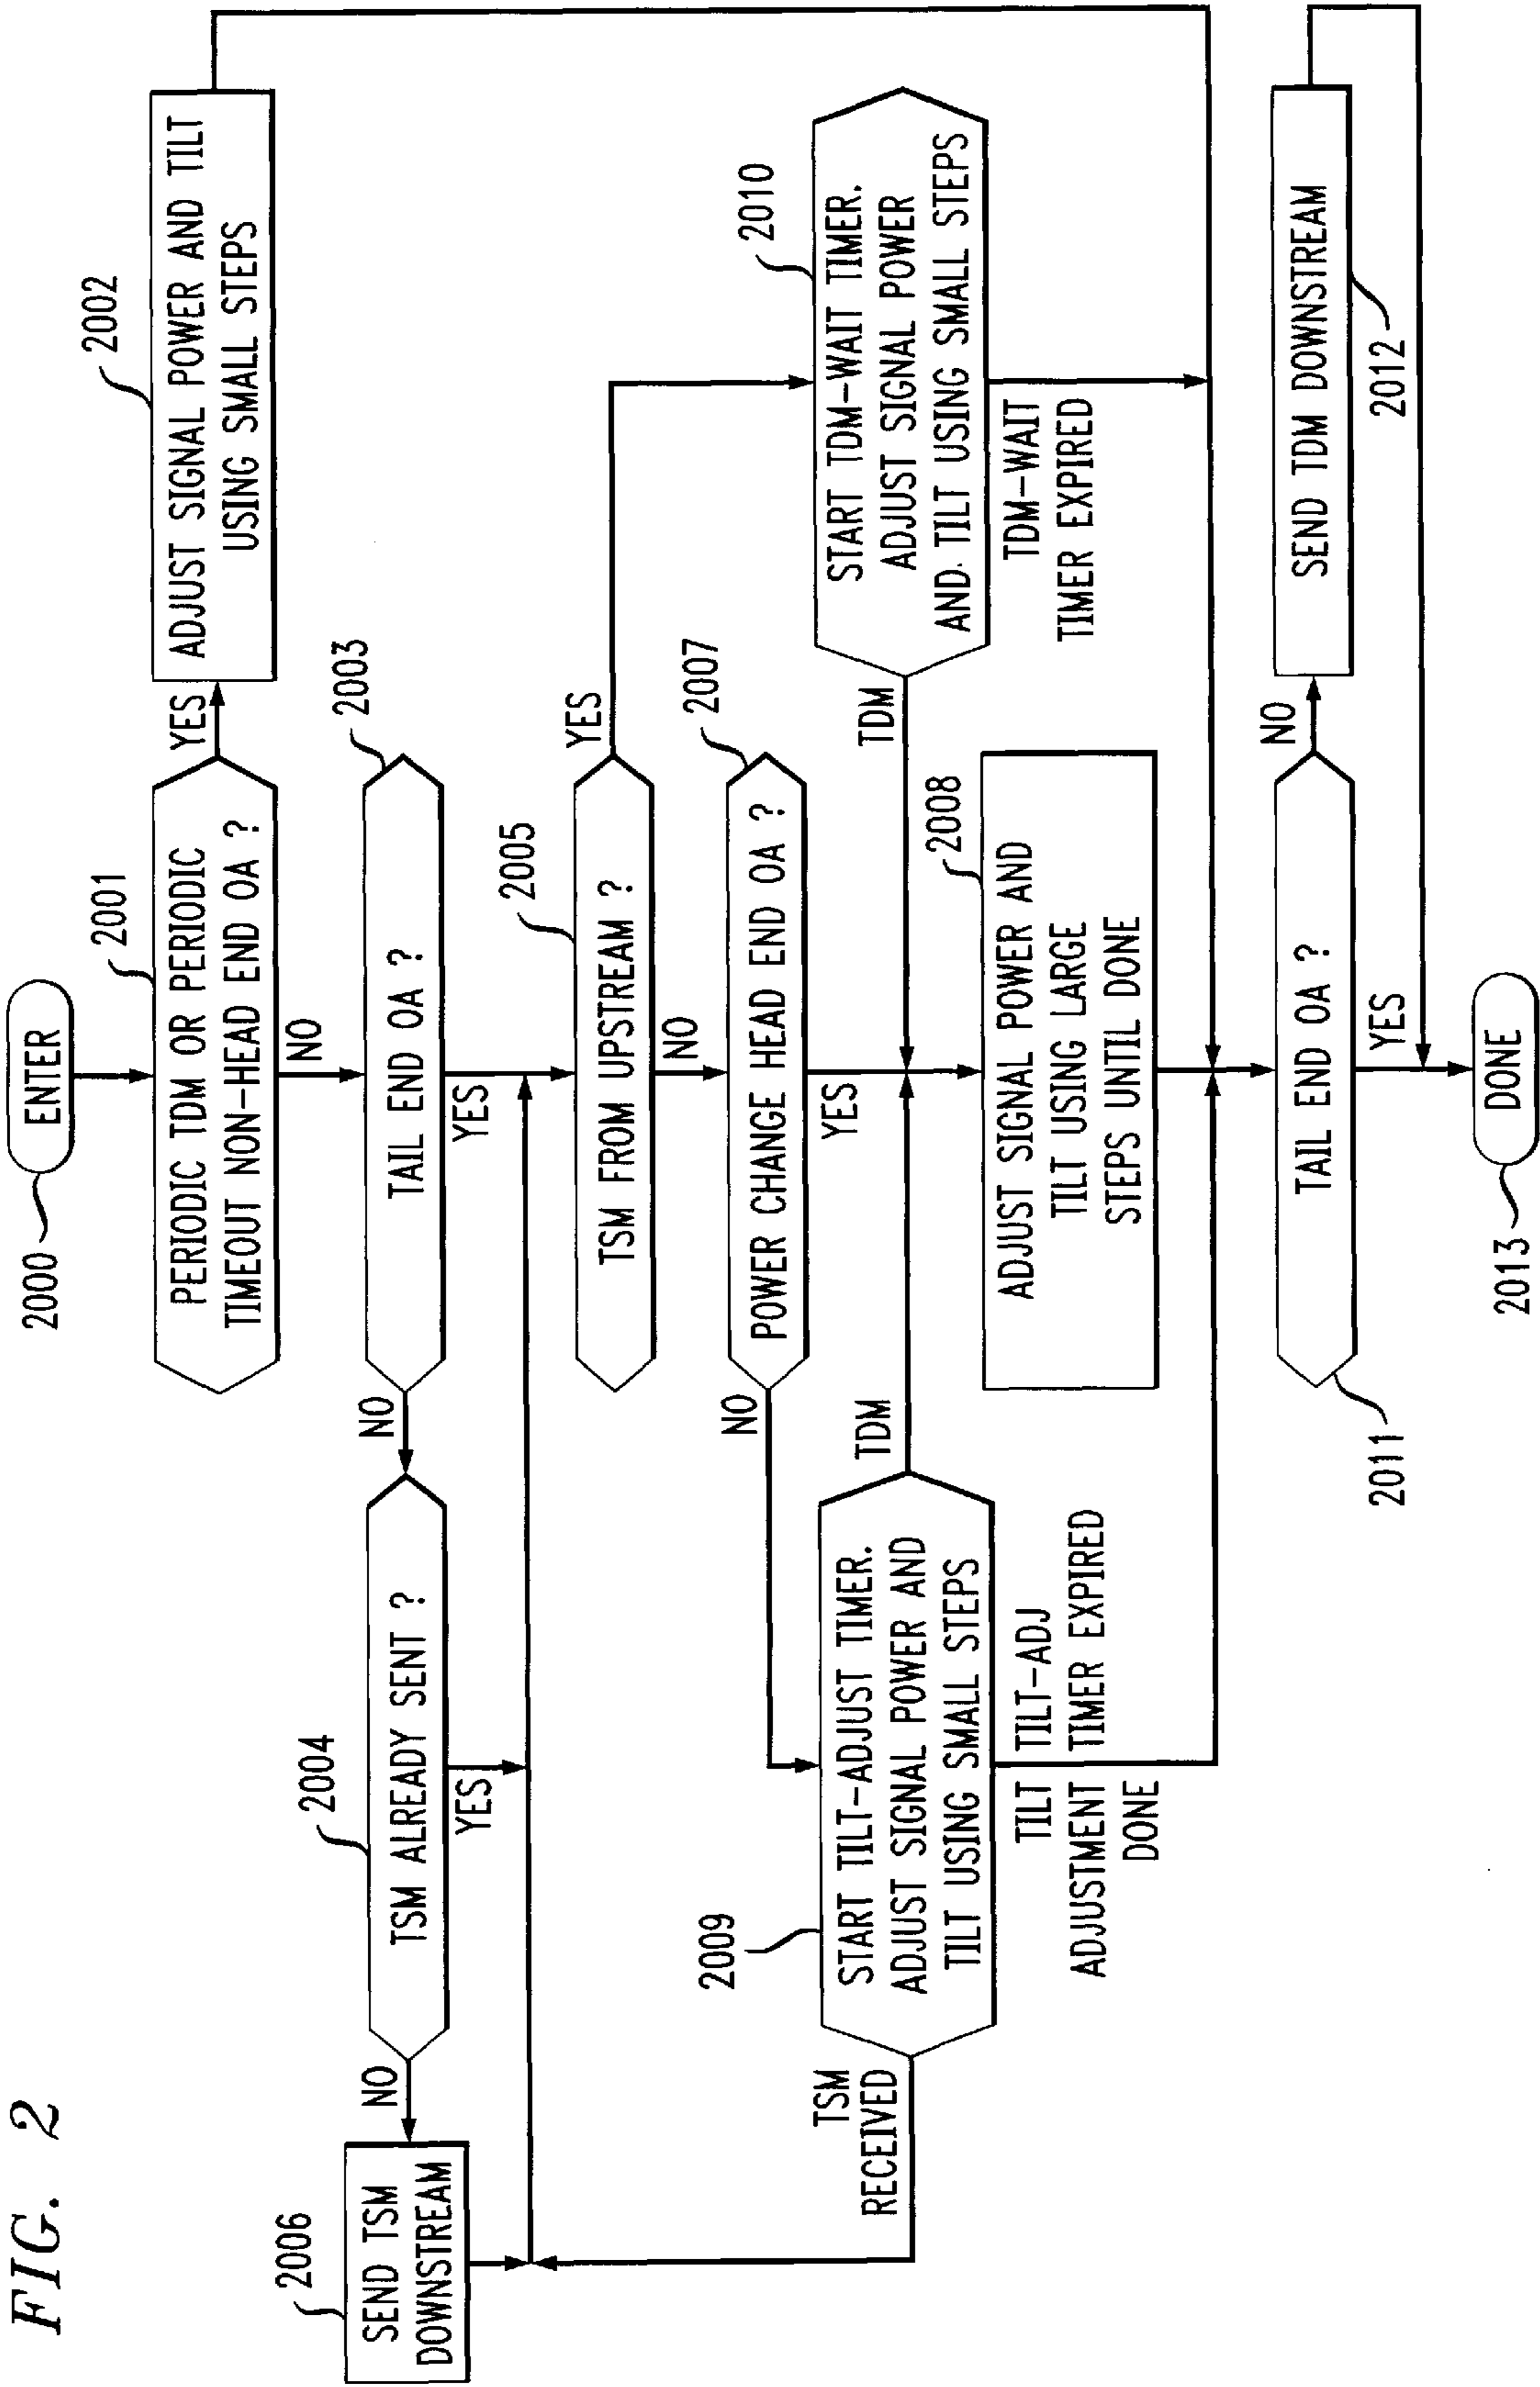 FIG. 2
2000
ENTER
2001
PERIODIC TDM OR PERIODIC
TIMEOUT NON-HEAD END OA ?
YES
NO
2002
ADJUST SIGNAL POWER AND TILT
USING SMALL STEPS
2003
TAIL END OA ?
NO
YES
2004
TSM ALREADY SENT ?
NO
YES
2006
SEND TSM
DOWNSTREAM
2005
TSM FROM UPSTREAM ?
YES
NO
2007
POWER CHANGE HEAD END OA ?
NO
YES
2009
START TILT-ADJUST TIMER.
ADJUST SIGNAL POWER AND
TILT USING SMALL STEPS
TSM
RECEIVED
TDM
TILT
ADJUSTMENT
DONE
TILT-ADJ
TIMER EXPIRED
2010
START TDM-WAIT TIMER.
ADJUST SIGNAL POWER
AND TILT USING SMALL STEPS
TDM
TDM-WAIT
TIMER EXPIRED
2008
ADJUST SIGNAL POWER AND
TILT USING LARGE
STEPS UNTIL DONE
2011
TAIL END OA ?
NO
YES
SEND TDM DOWNSTREAM
2012
2013
DONE